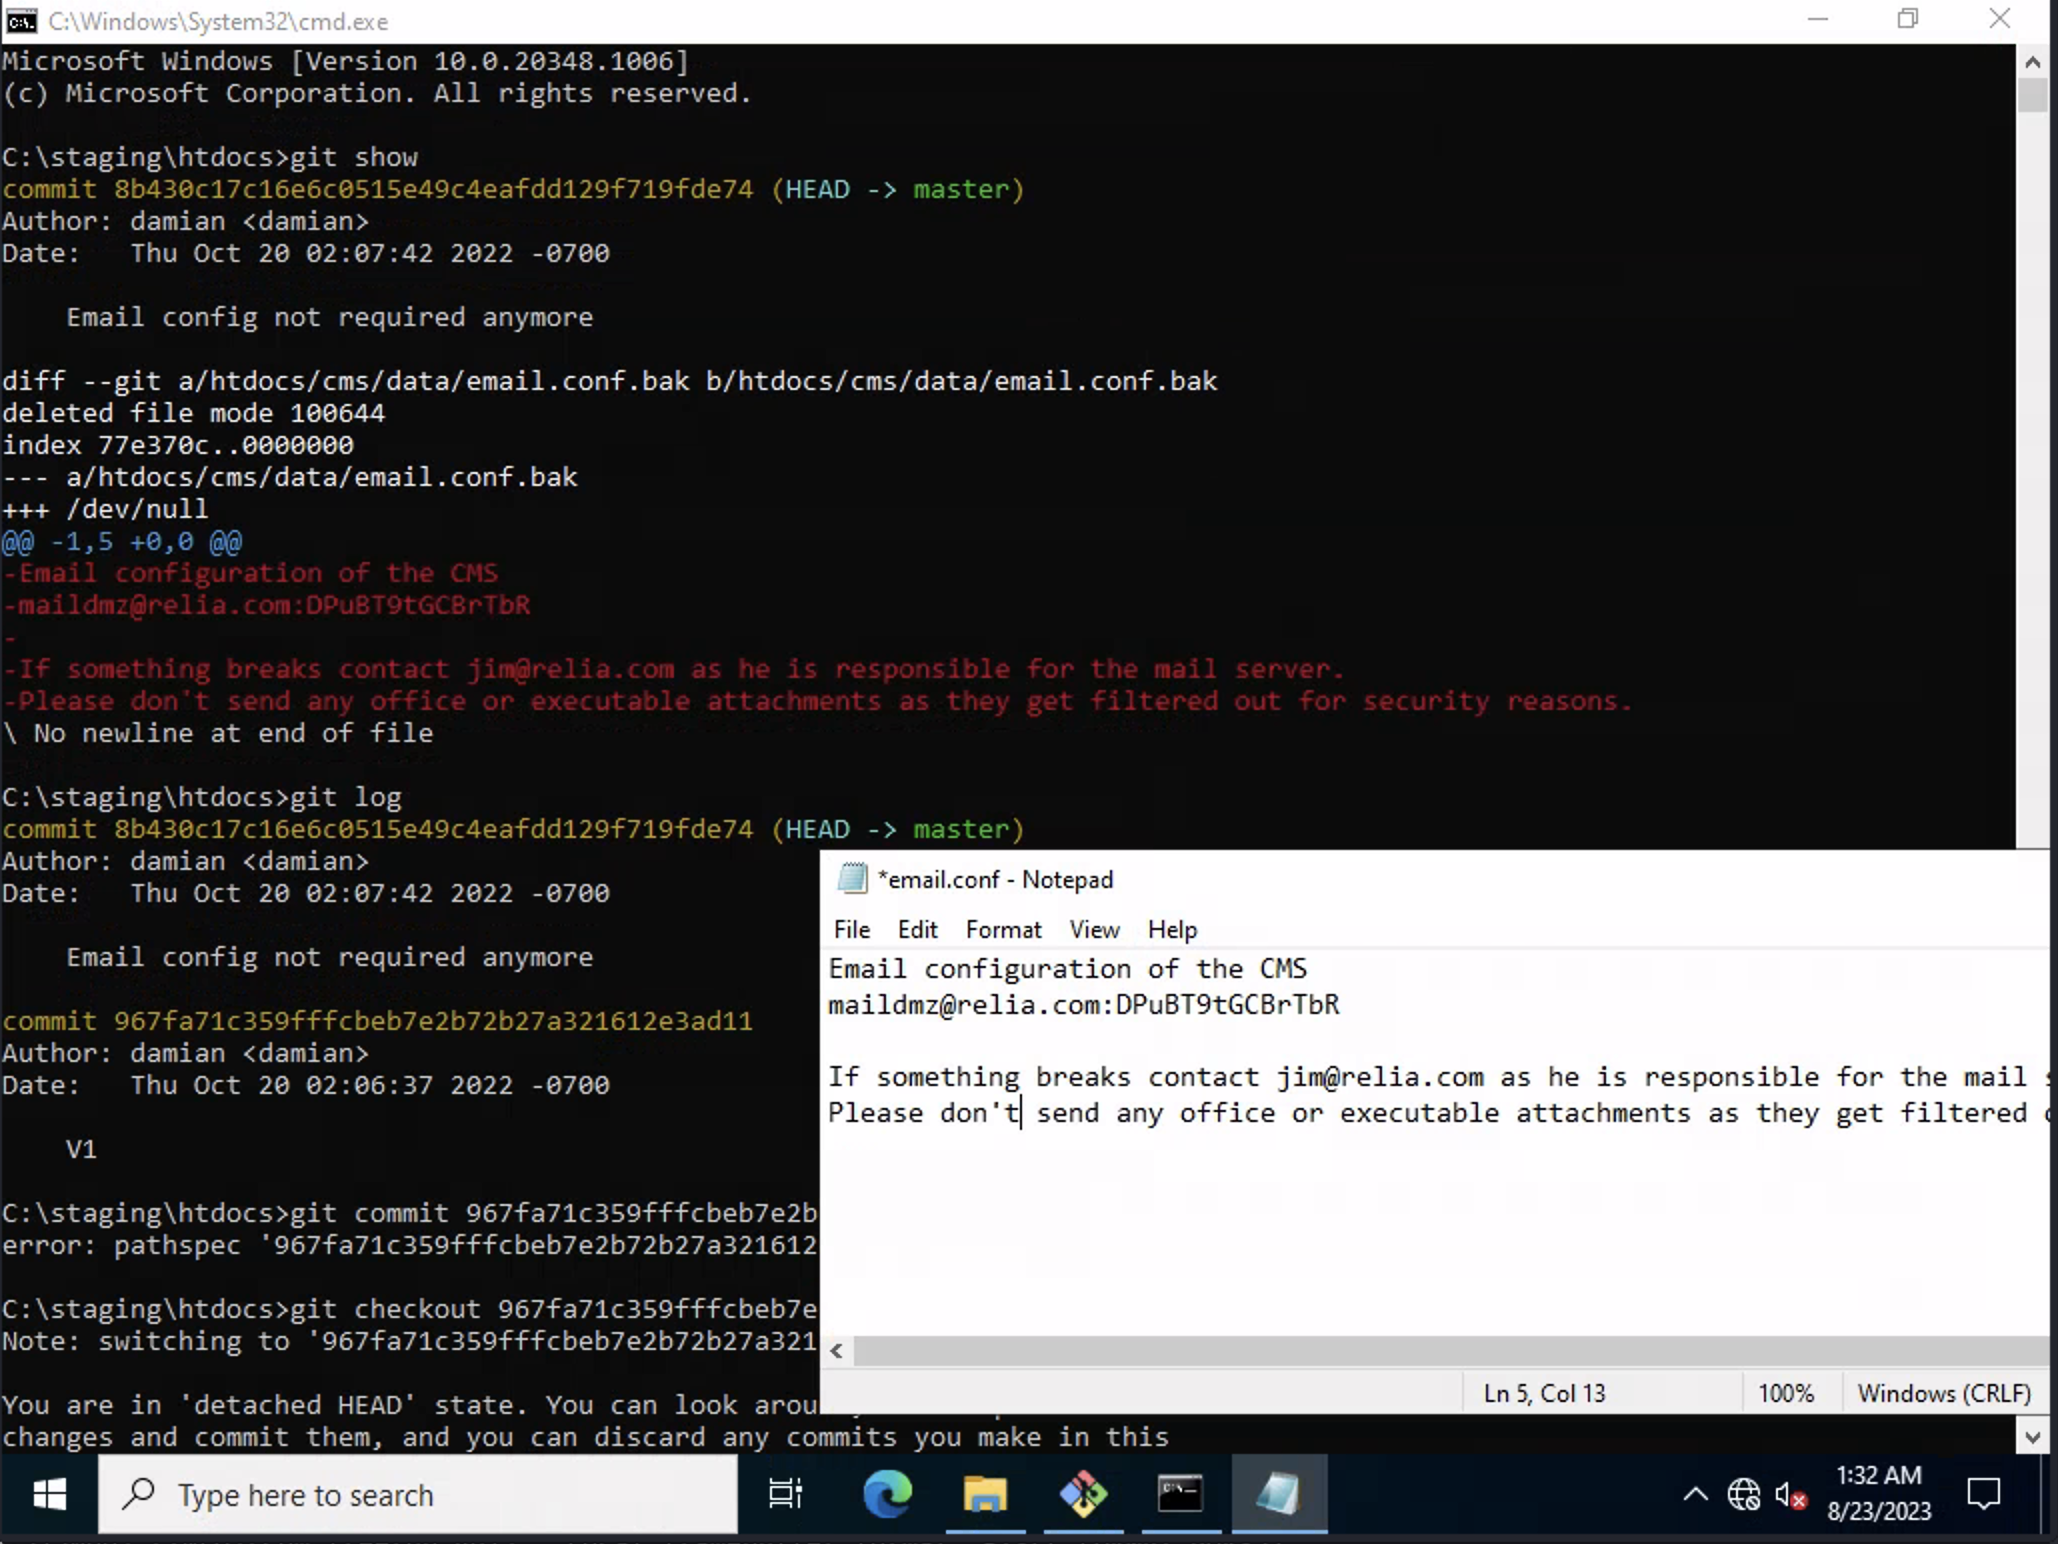 C:\Windows\System32\cmd.exe
Microsoft Windows [Version 10.0.20348.1006]
(c) Microsoft Corporation. All rights reserved.
C:\staging\htdocs>git show
commit 8b430c17c16e6c0515e49c4eafdd129f719fde74 (HEAD -> master)
Author: damian <damian>
Date:   Thu Oct 20 02:07:42 2022 -0700
Email config not required anymore
diff --git a/htdocs/cms/data/email.conf.bak b/htdocs/cms/data/email.conf.bak
deleted file mode 100644
index 77e370c..0000000
--- a/htdocs/cms/data/email.conf.bak
+++ /dev/null
@@ -1,5 +0,0 @@
-Email configuration of the CMS
-maildmz@relia.com:DPuBT9tGCBrTbR
-
-If something breaks contact jim@relia.com as he is responsible for the mail server.
-Please don't send any office or executable attachments as they get filtered out for security reasons.
\ No newline at end of file
C:\staging\htdocs>git log
commit 8b430c17c16e6c0515e49c4eafdd129f719fde74 (HEAD -> master)
Author: damian <damian>
Date:   Thu Oct 20 02:07:42 2022 -0700
Email config not required anymore
commit 967fa71c359fffcbeb7e2b72b27a321612e3ad11
Author: damian <damian>
Date:   Thu Oct 20 02:06:37 2022 -0700
V1
C:\staging\htdocs>git commit 967fa71c359fffcbeb7e2b
error: pathspec '967fa71c359fffcbeb7e2b72b27a321612
C:\staging\htdocs>git checkout 967fa71c359fffcbeb7e
Note: switching to '967fa71c359fffcbeb7e2b72b27a321
You are in 'detached HEAD' state. You can look arou
changes and commit them, and you can discard any commits you make in this
*email.conf - Notepad
File Edit Format View Help
Email configuration of the CMS
maildmz@relia.com:DPuBT9tGCBrTbR
If something breaks contact jim@relia.com as he is responsible for the mail
Please don't send any office or executable attachments as they get filtered
Ln 5, Col 13 100% Windows (CRLF)
Type here to search
1:32 AM
8/23/2023